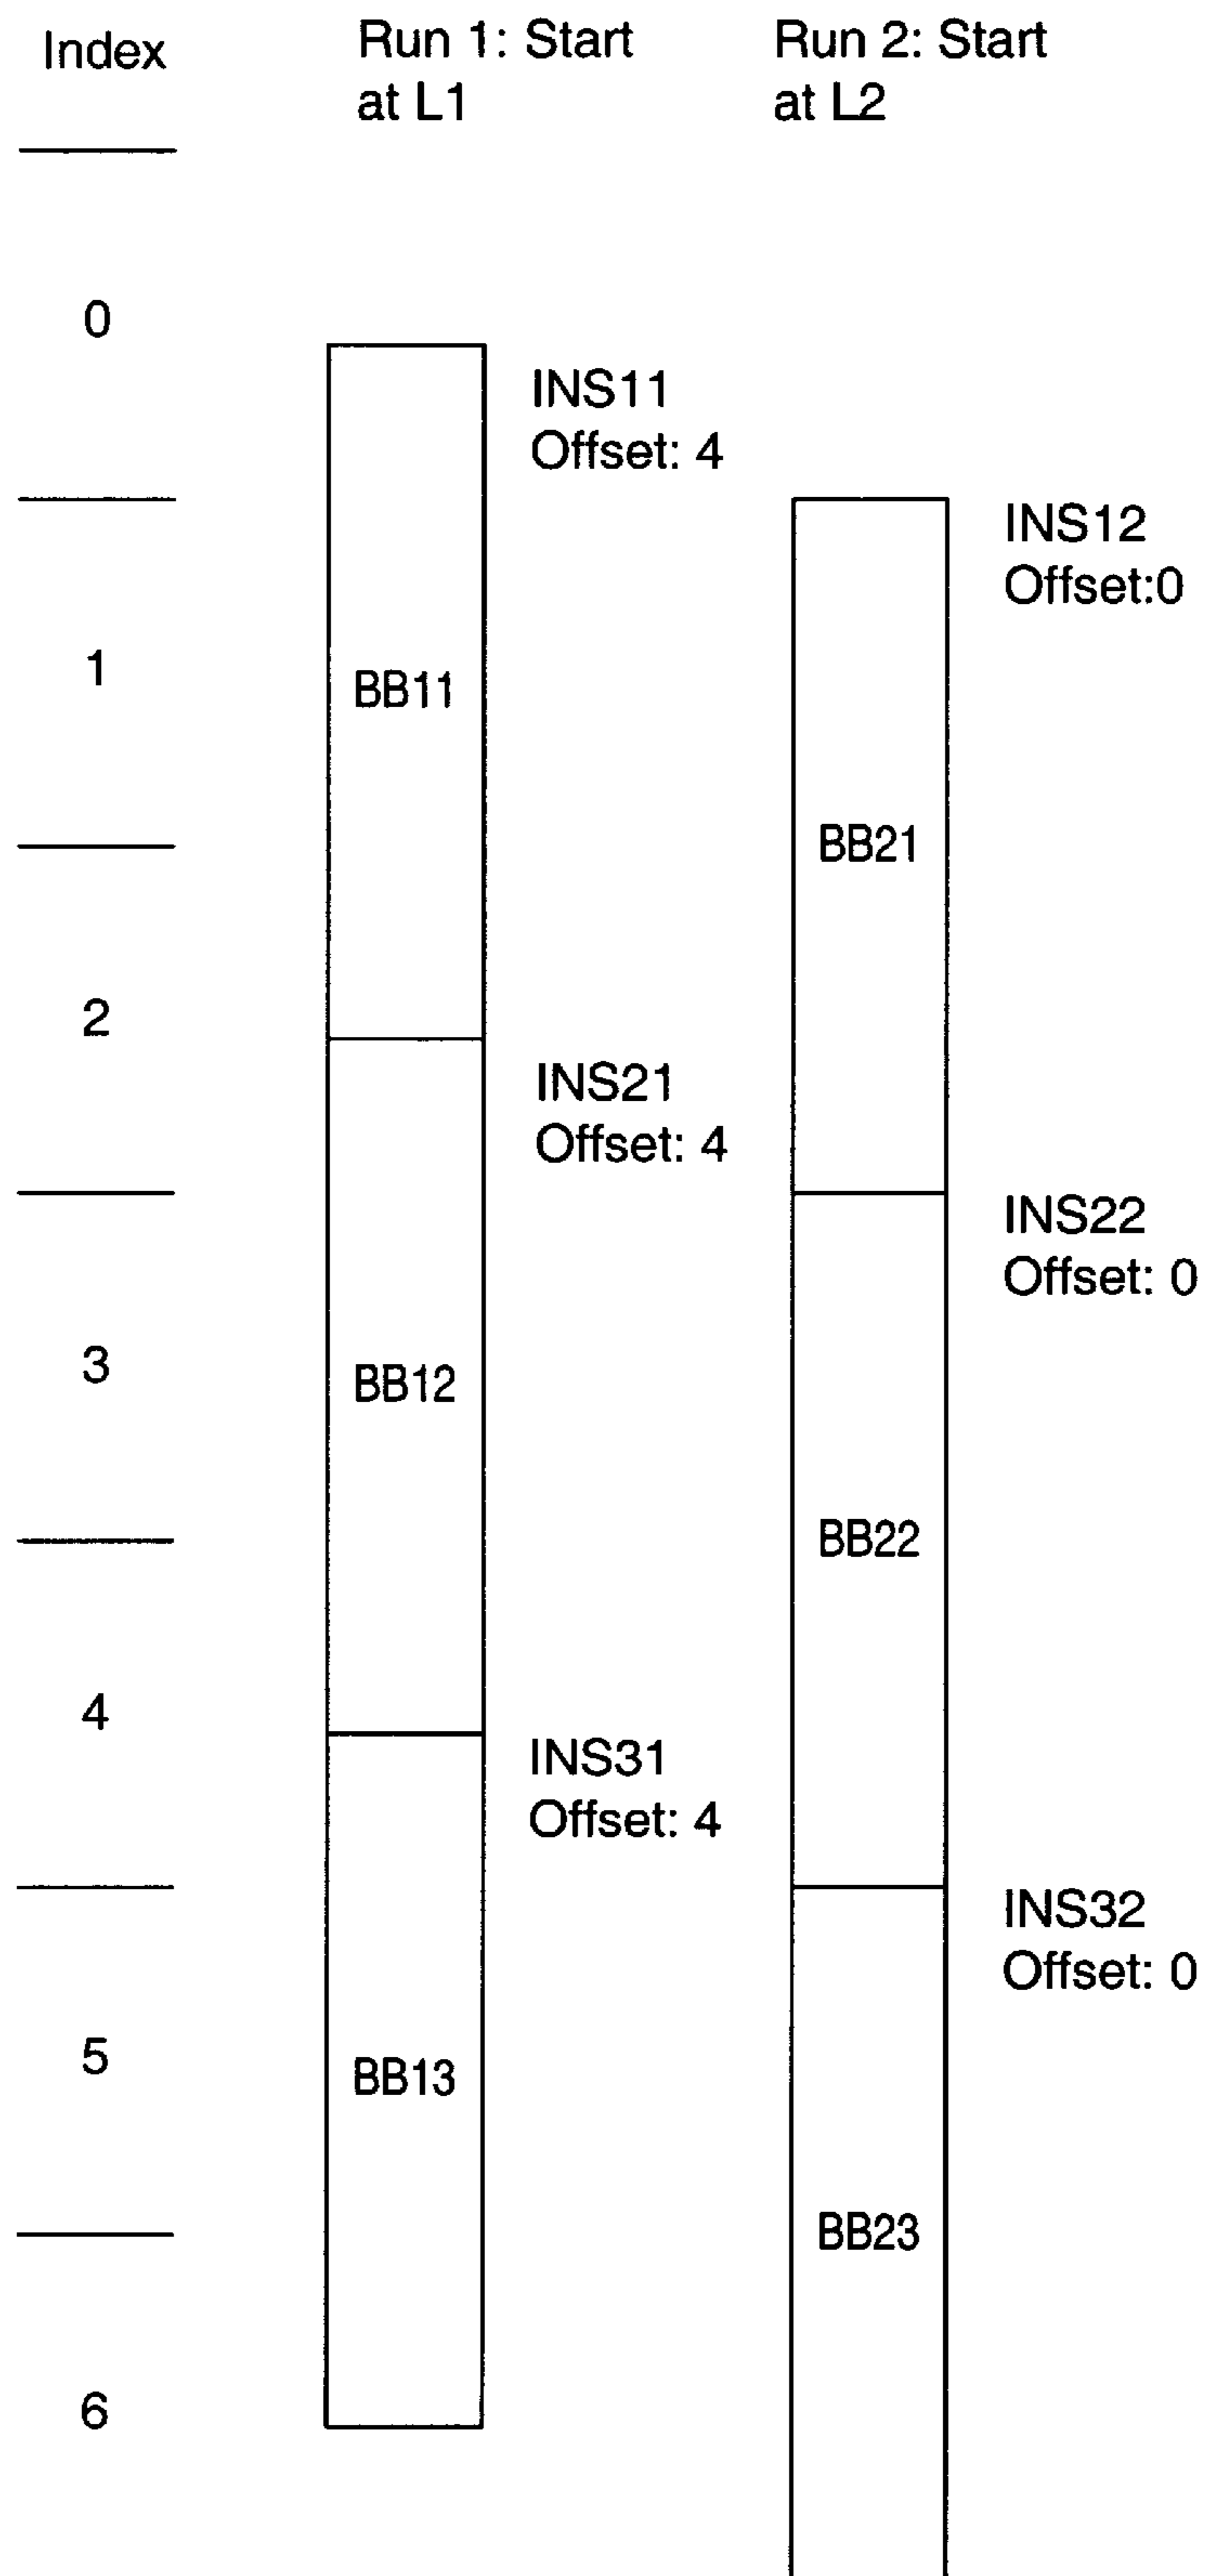 Index
Run 1: Start
at L1
Run 2: Start
at L2
0
INS11
Offset: 4
INS12
Offset:0
1
BB11
BB21
2
INS21
Offset: 4
INS22
Offset: 0
3
BB12
BB22
4
INS31
Offset: 4
INS32
Offset: 0
5
BB13
BB23
6